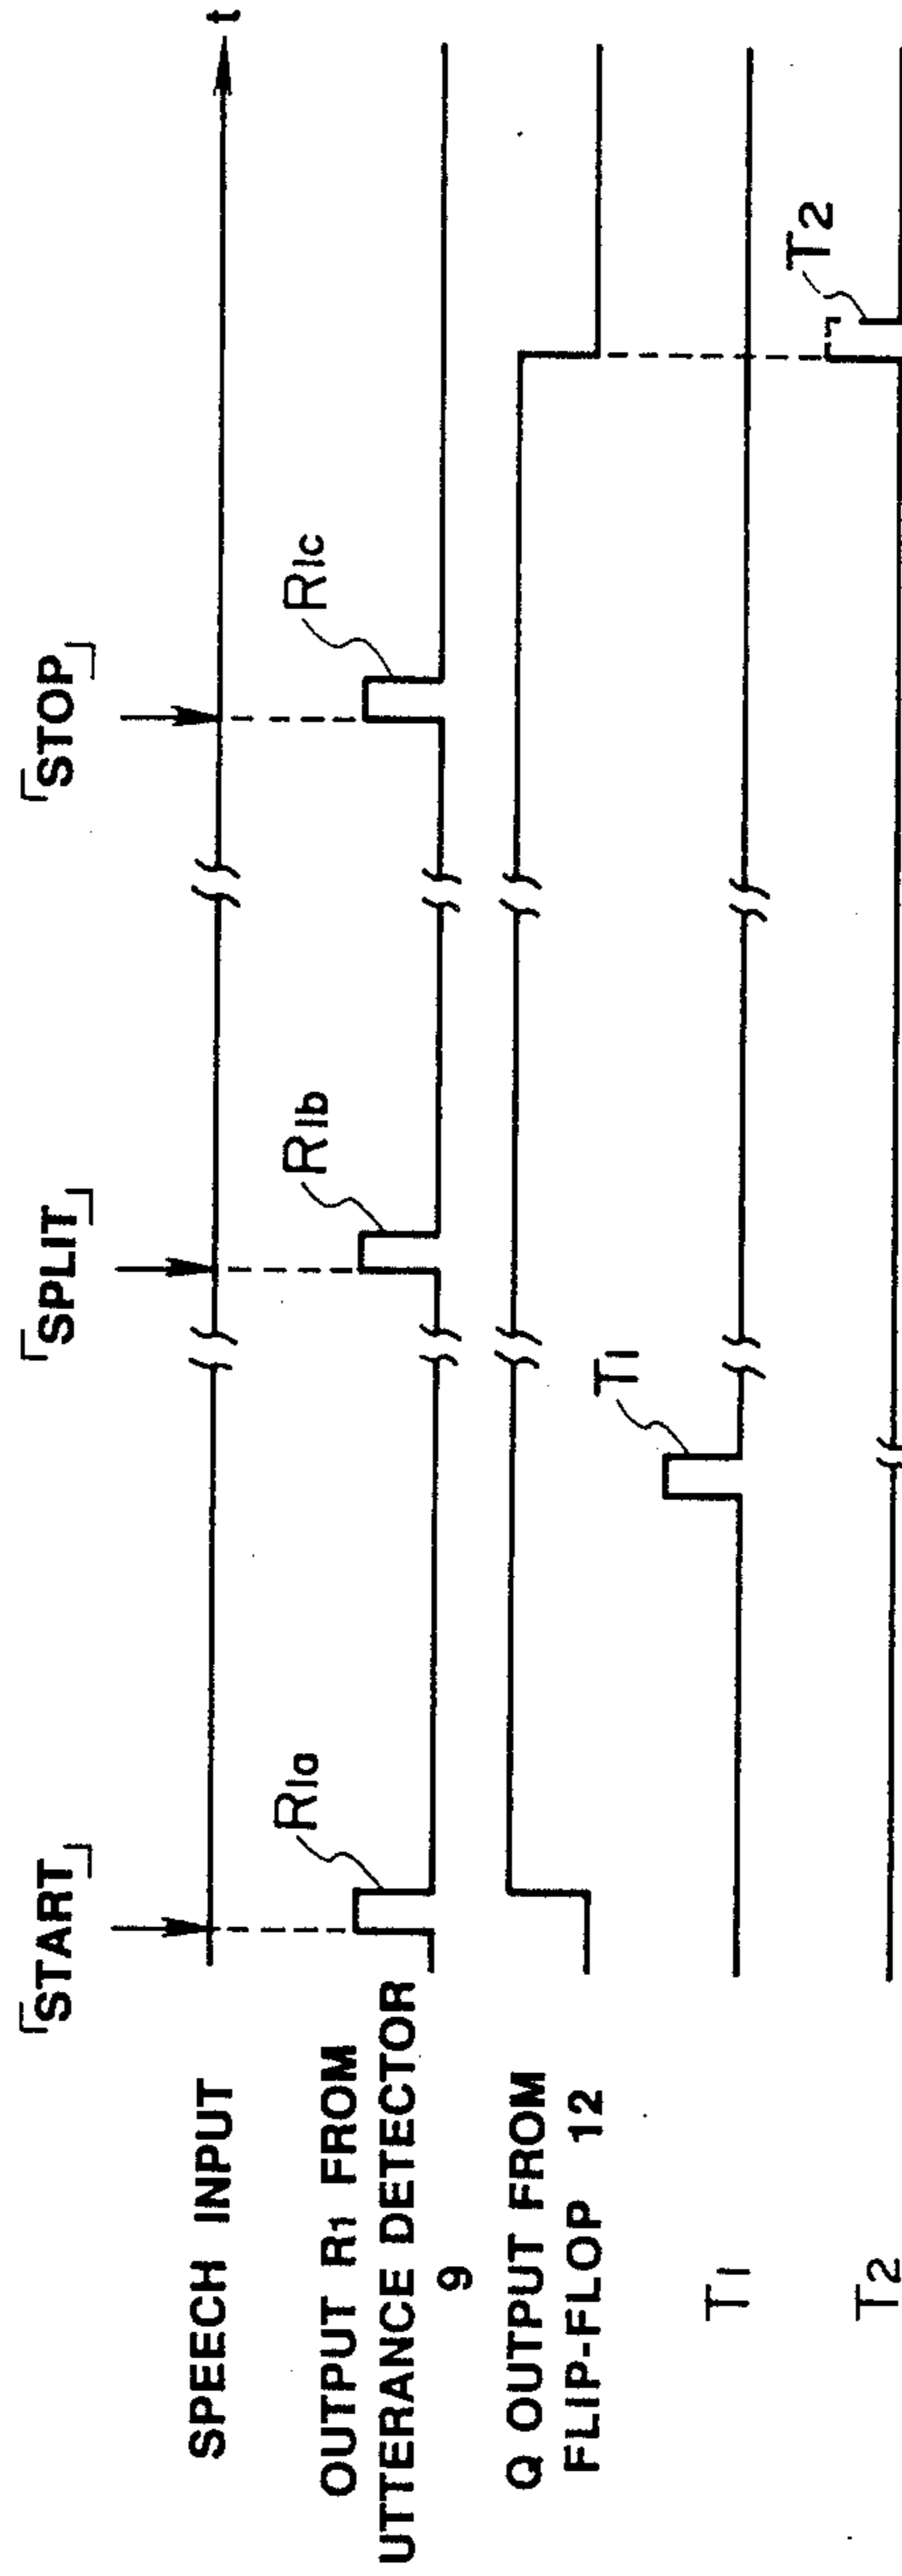 「START」 「SPLIT」 「STOP」
SPEECH INPUT
t
OUTPUT R1 FROM
UTTERANCE DETECTOR
9
R1a R1b R1c
Q OUTPUT FROM
FLIP-FLOP 12
T1
T1
T2
T2